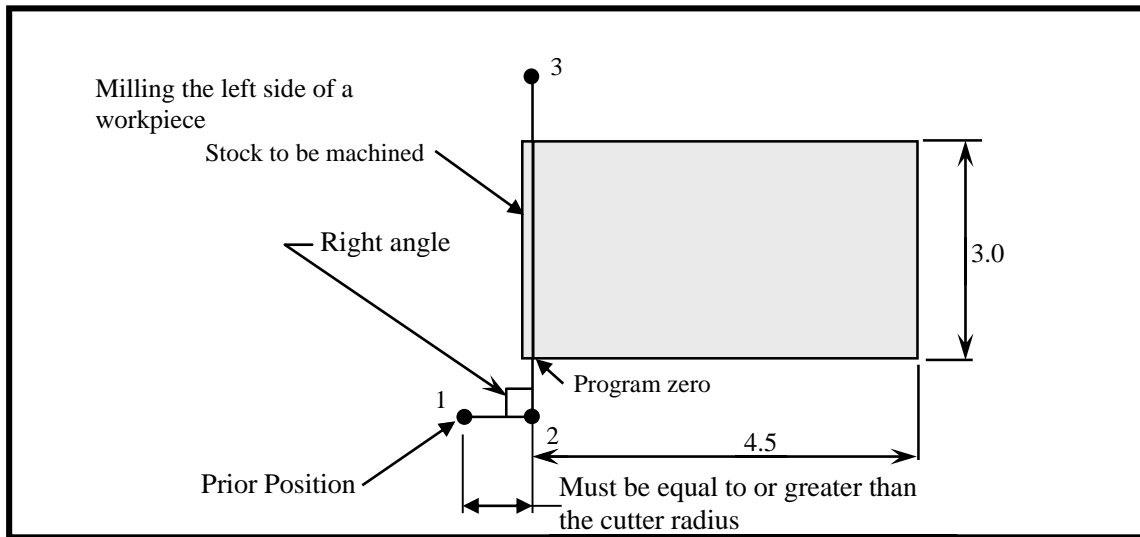 3
Milling the left side of a
workpiece
Stock to be machined
Right angle
3.0
Program zero
1
2
4.5
Prior Position
Must be equal to or greater than
the cutter radius